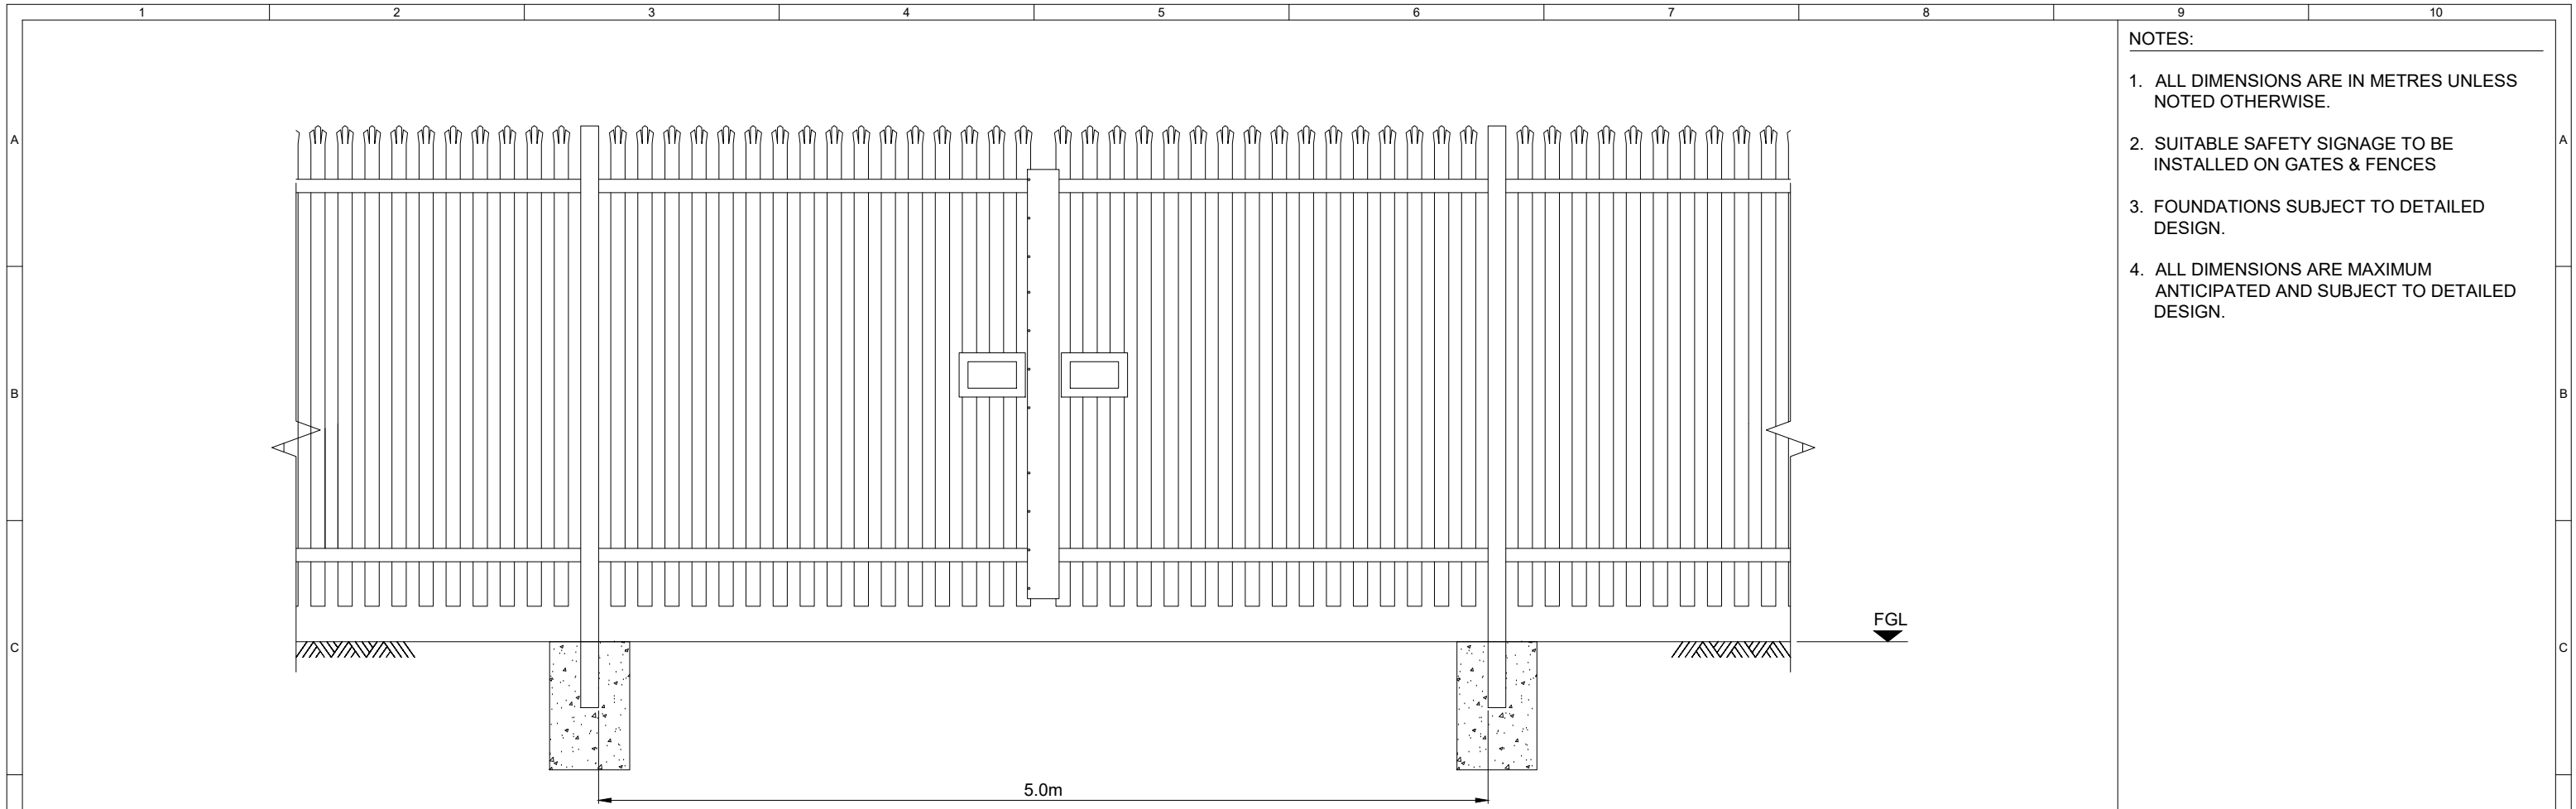 1 2 3 4 5 6 7 8 9 10
NOTES:
1. ALL DIMENSIONS ARE IN METRES UNLESS
NOTED OTHERWISE.
A A
2. SUITABLE SAFETY SIGNAGE TO BE
INSTALLED ON GATES & FENCES
3. FOUNDATIONS SUBJECT TO DETAILED
DESIGN.
4. ALL DIMENSIONS ARE MAXIMUM
ANTICIPATED AND SUBJECT TO DETAILED
DESIGN.
B B
FGL
C C
5.0m